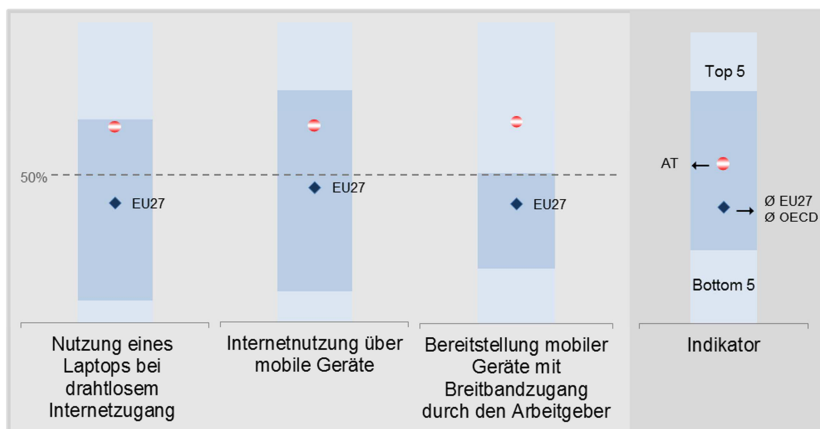 50%
EU27
EU27
EU27
Nutzung eines
Laptops bei
drahtlosem
Internetzugang
Internetnutzung über
mobile Geräte
Bereitstellung mobiler
Geräte mit
Breitbandzugang
durch den Arbeitgeber
Top 5
AT
Ø EU27
Ø OECD
Bottom 5
Indikator